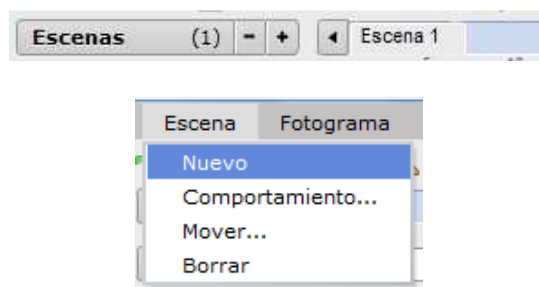 Escenas (1) - + Escena 1
Escena Fotograma
Nuevo
Comportamiento...
Mover...
Borrar